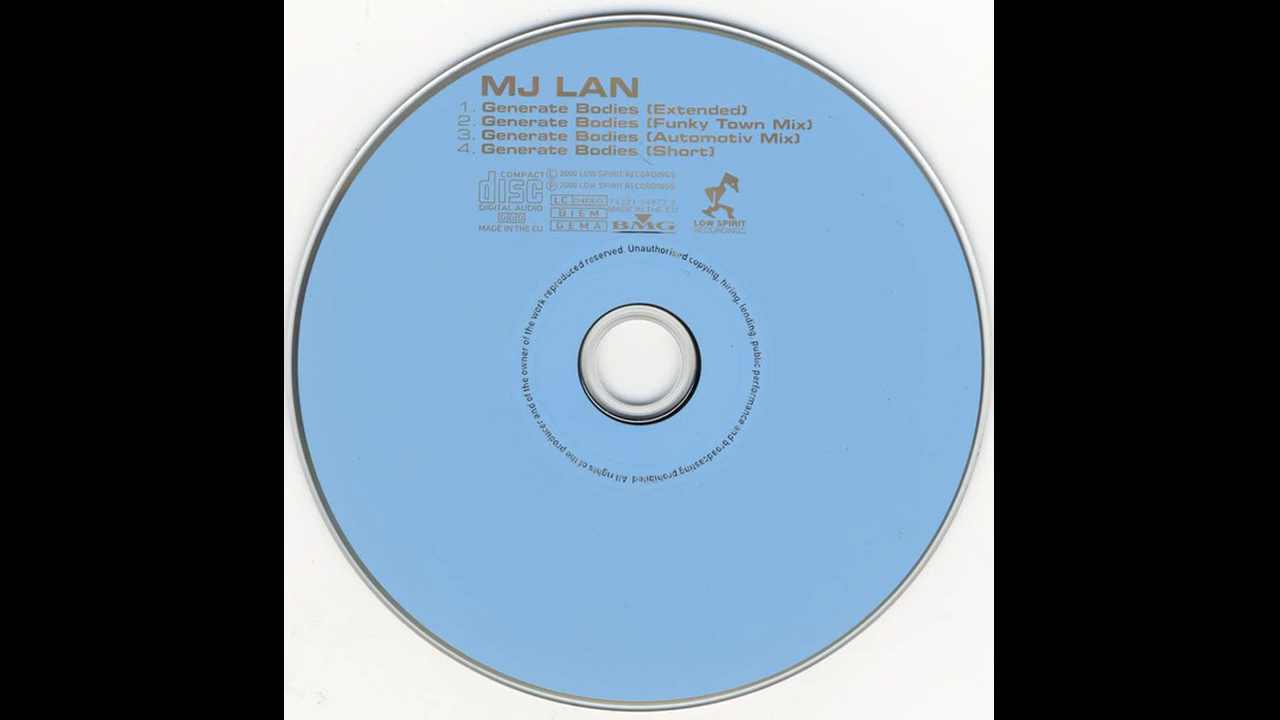 MJ LAN
1. Generate Bodies (Extended)
2. Generate Bodies (Funky Town Mix)
3. Generate Bodies (Automotiv Mix)
4. Generate Bodies (Short)
COMPACT
disc
DIGITAL AUDIO
DDD
MADE IN THE EU
Ⓒ 2000 LOW SPIRIT RECORDINGS
Ⓟ 2000 LOW SPIRIT RECORDINGS
LC 04660
BIEM
GEMA
MADE IN THE EU
BMG
LOW SPIRIT
RECORDINGS
All rights of the producer and of the owner of the work reproduced reserved. Unauthorised copying, hiring, lending, public performance and broadcasting prohibited.